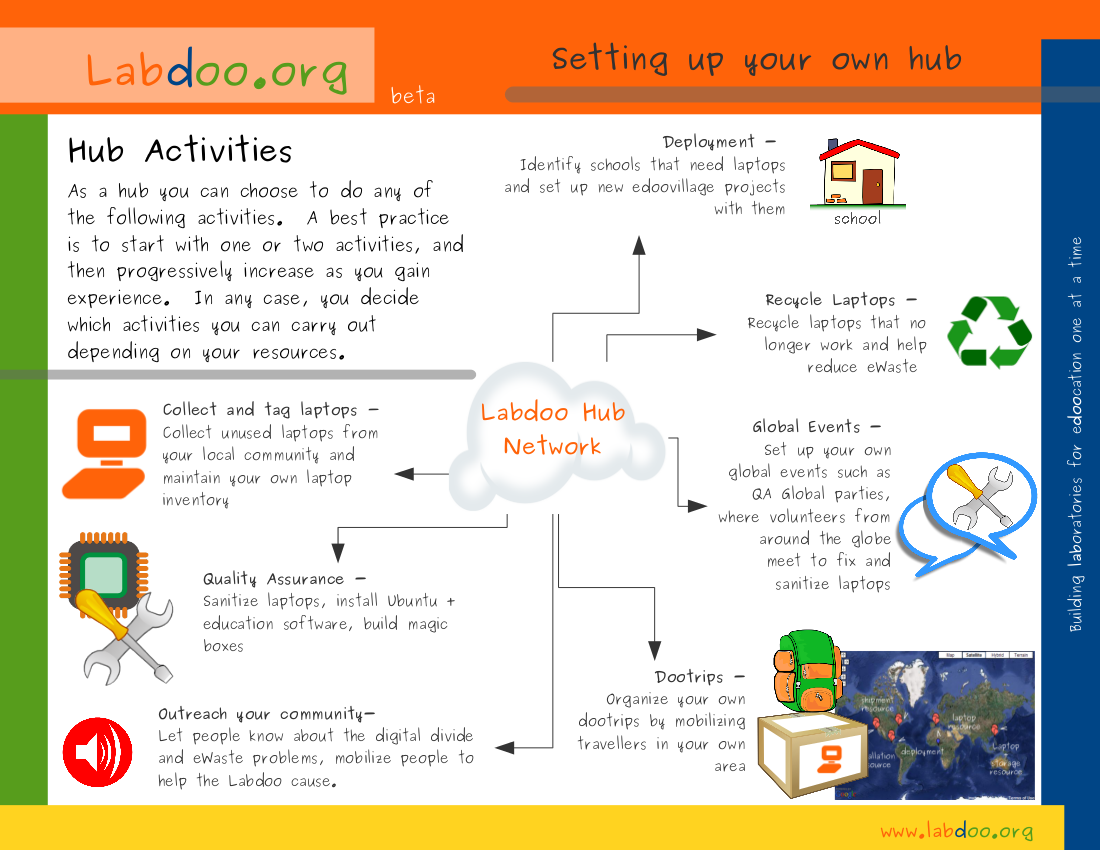 Labdoo.org
beta
Setting up your own hub
Hub Activities
As a hub you can choose to do any of
the following activities.  A best practice
is to start with one or two activities, and
then progressively increase as you gain
experience.  In any case, you decide
which activities you can carry out
depending on your resources.
Deployment –
Identify schools that need laptops
and set up new edoovillage projects
with them
school
Recycle Laptops –
Recycle laptops that no
longer work and help
reduce eWaste
Labdoo Hub
Network
Collect and tag laptops –
Collect unused laptops from
your local community and
maintain your own laptop
inventory
Global Events –
Set up your own
global events such as
QA Global parties,
where volunteers from
around the globe
meet to fix and
sanitize laptops
Quality Assurance –
Sanitize laptops, install Ubuntu +
education software, build magic
boxes
Dootrips –
Organize your own
dootrips by mobilizing
travellers in your own
area
Outreach your community–
Let people know about the digital divide
and eWaste problems, mobilize people to
help the Labdoo cause.
Map Satellite Hybrid Terrain
shipment
resource
laptop
resource
deployment
Laptop
storage
resource
Building laboratories for edoocation one at a time
www.labdoo.org